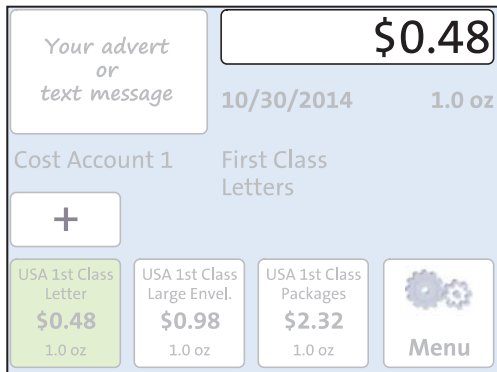 Your advert
or
text message
$0.48
10/30/2014 1.0 oz
Cost Account 1
First Class
Letters
+
USA 1st Class
Letter
$0.48
1.0 oz
USA 1st Class
Large Envel.
$0.98
1.0 oz
USA 1st Class
Packages
$2.32
1.0 oz
Menu